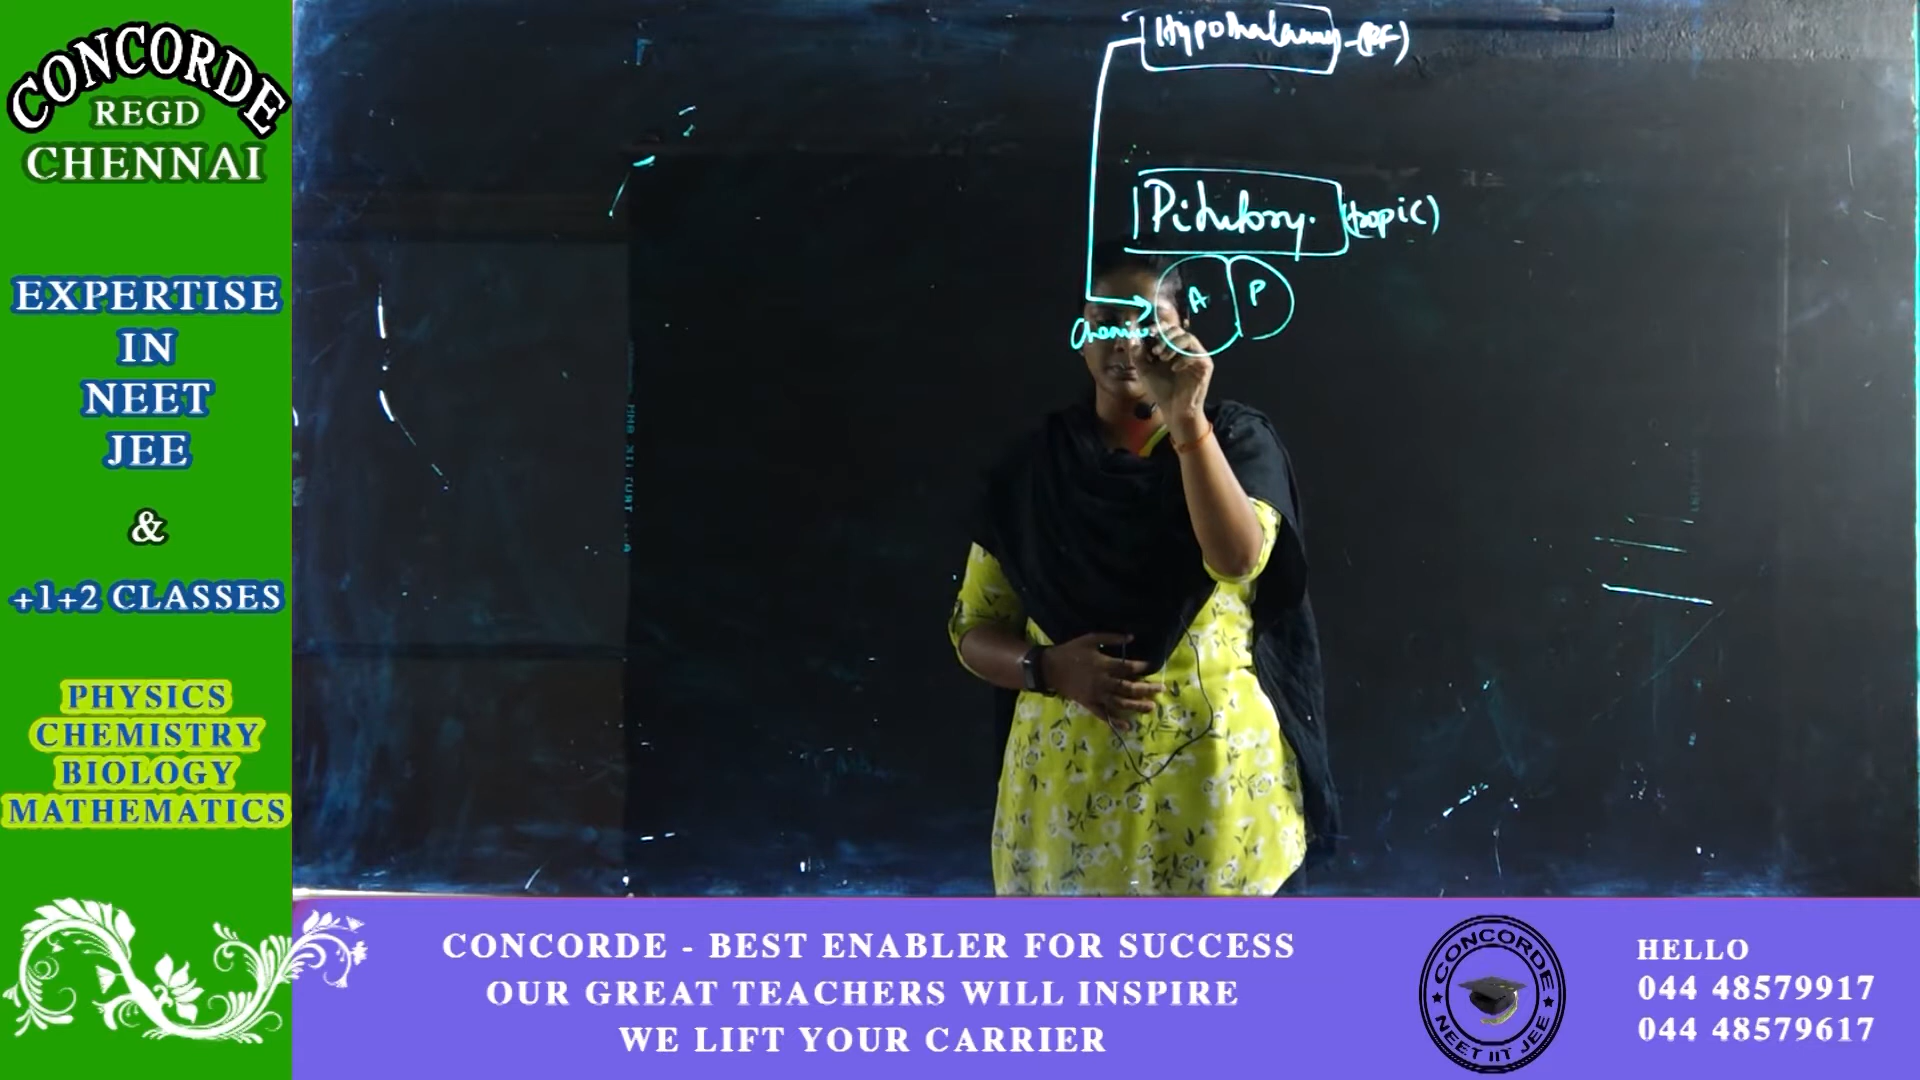 CONCORDE
REGD
CHENNAI
EXPERTISE
IN
NEET
JEE
&
+1+2 CLASSES
PHYSICS
CHEMISTRY
BIOLOGY
MATHEMATICS
Hypothalamus -(RF)
Pitutory. (tropic)
A P
CONCORDE - BEST ENABLER FOR SUCCESS
OUR GREAT TEACHERS WILL INSPIRE
WE LIFT YOUR CARRIER
CONCORDE
NEET IIT JEE
HELLO
044 48579917
044 48579617